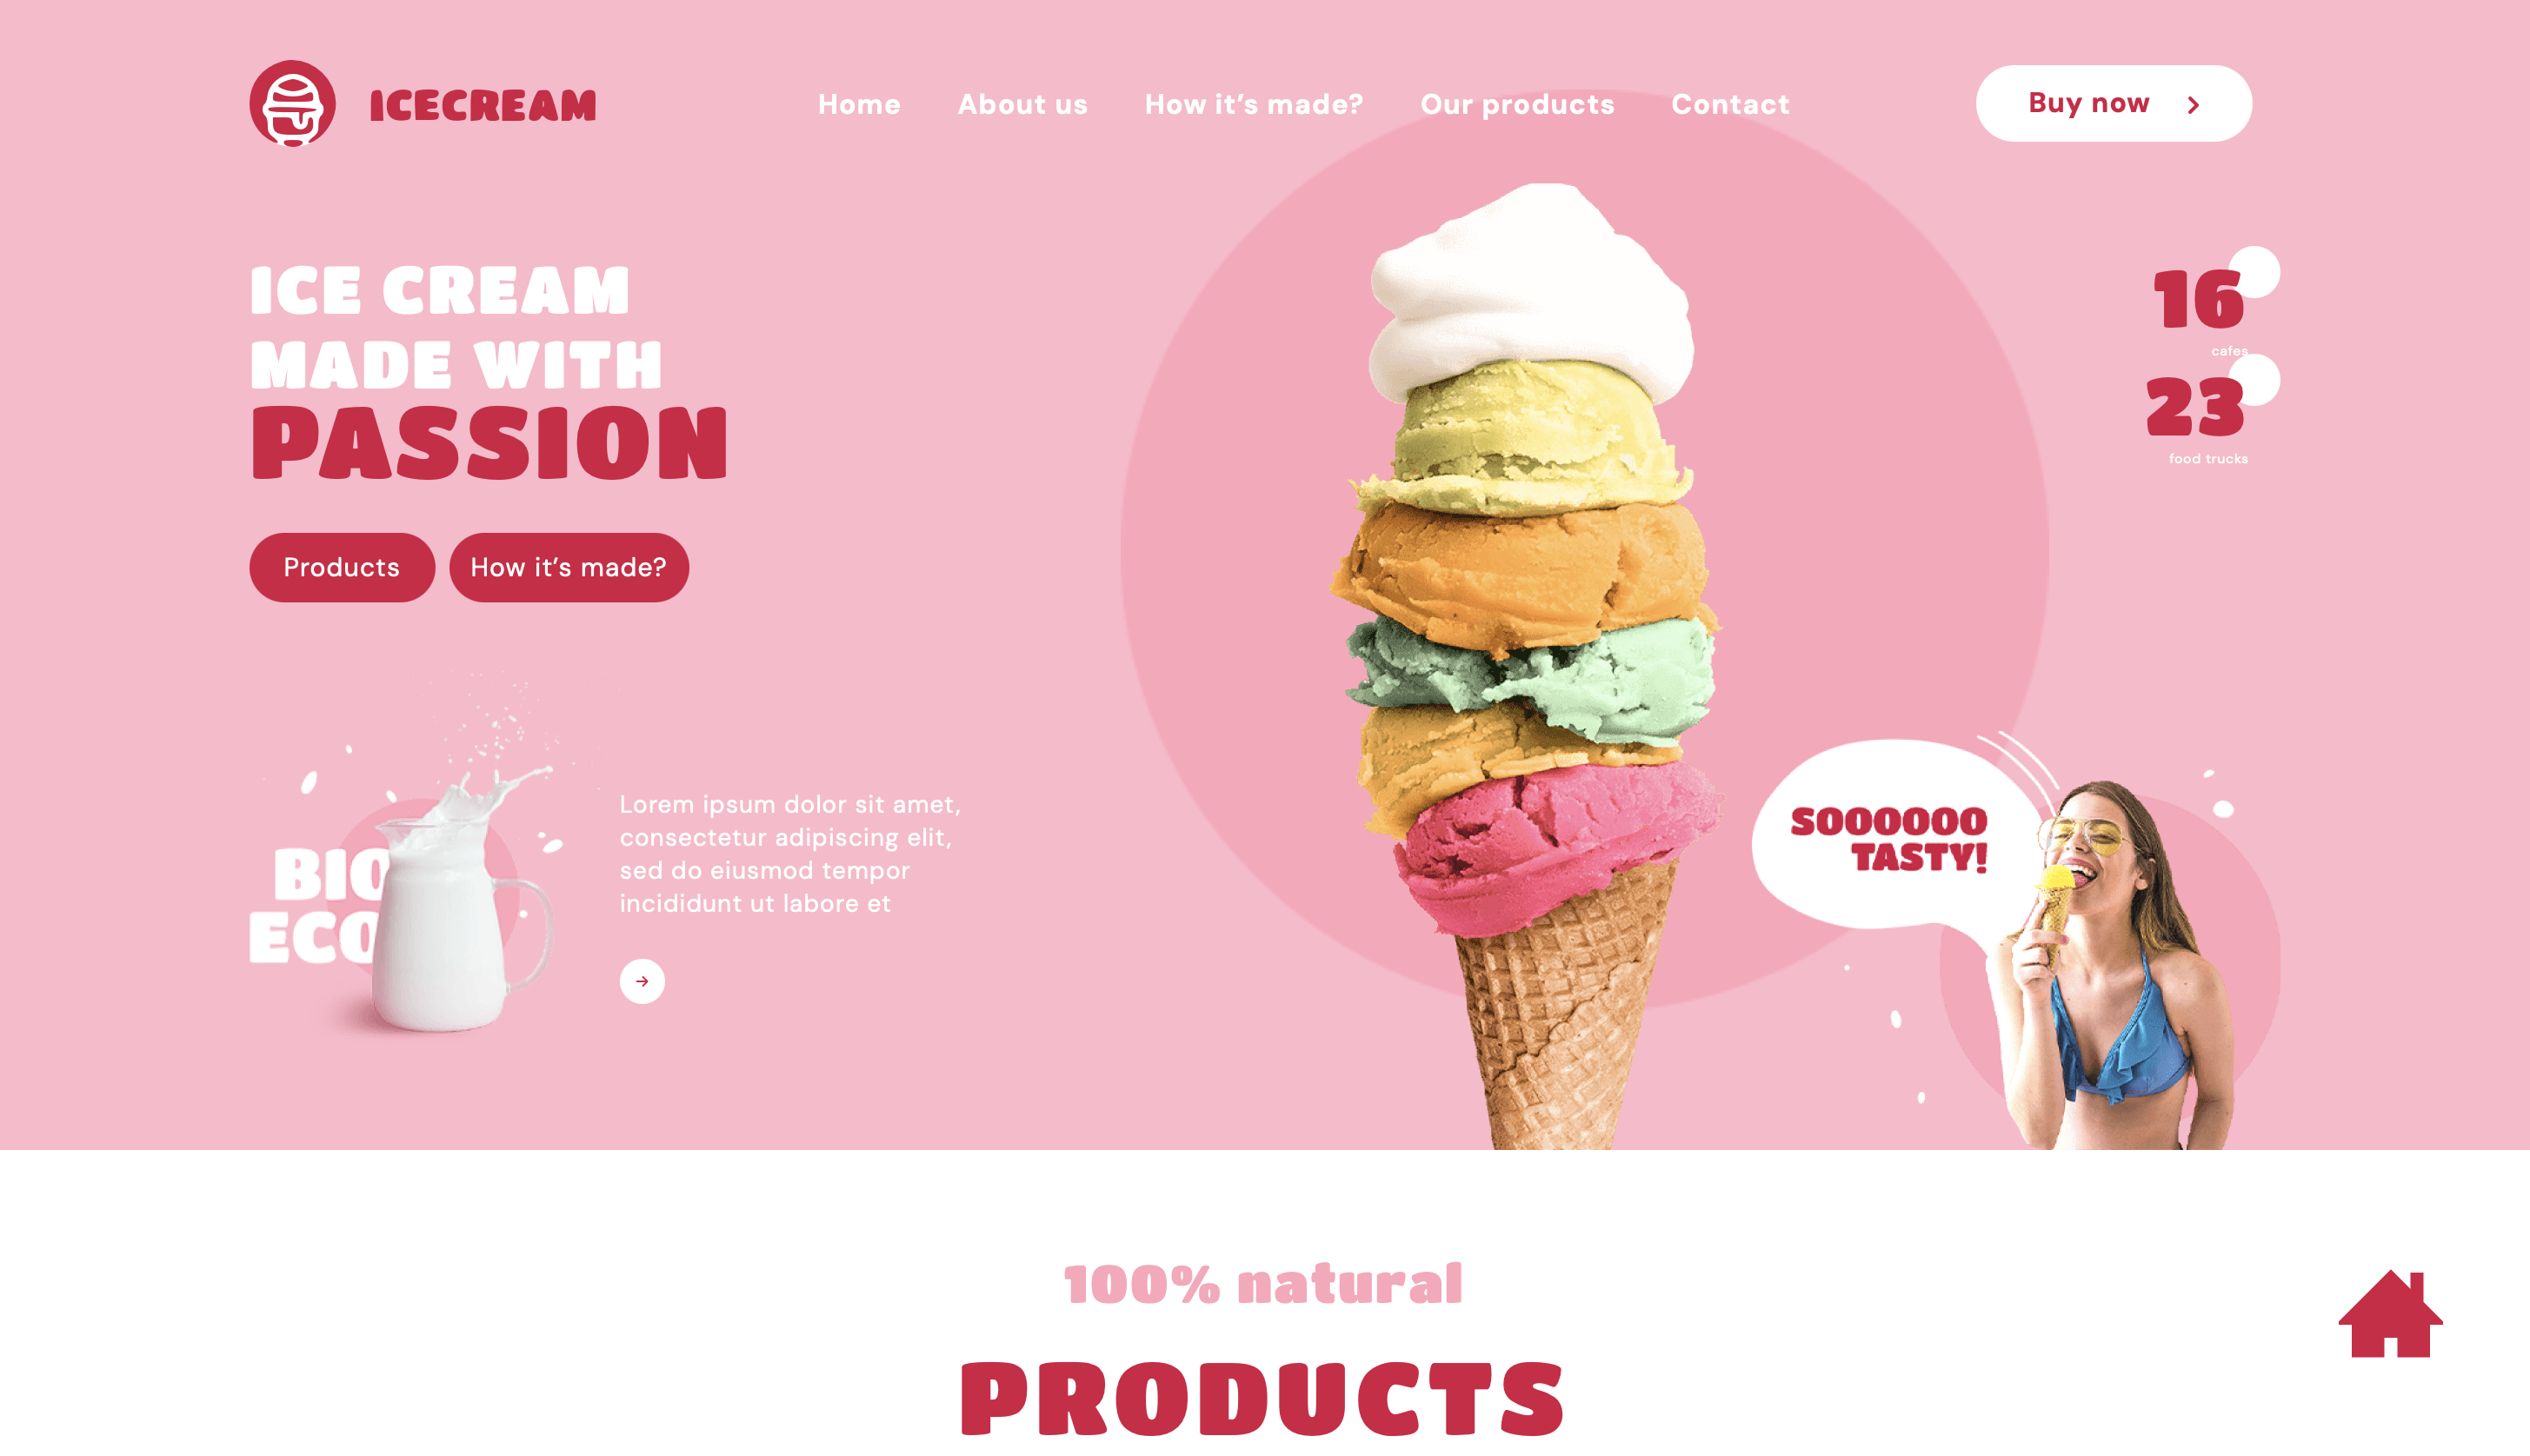 ICECREAM
Home
About us
How it’s made?
Our products
Contact
Buy now
ICE CREAM
MADE WITH
PASSION
Products
How it’s made?
16
cafes
23
food trucks
BIO
ECO
Lorem ipsum dolor sit amet,
consectetur adipiscing elit,
sed do eiusmod tempor
incididunt ut labore et
SOOOOOO
TASTY!
100% natural
PRODUCTS